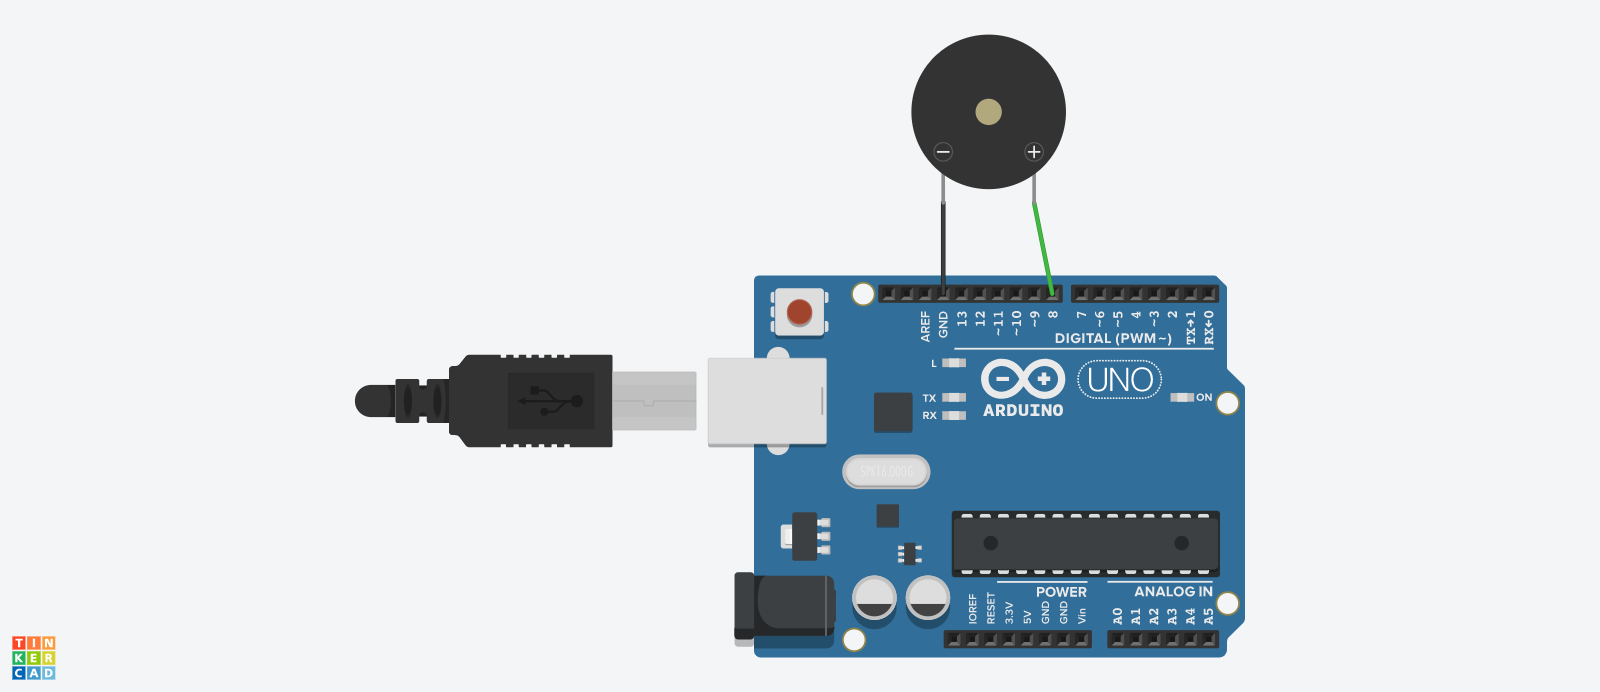 AREF
GND
13
12
~11
~10
~9
8
7
~6
~5
4
~3
2
TX→1
RX←0
DIGITAL (PWM~)
L
TX
RX
UNO
ON
ARDUINO
SPK16.000G
POWER
ANALOG IN
IOREF
RESET
3.3V
5V
GND
GND
Vin
A0
A1
A2
A3
A4
A5
TIN
KER
CAD